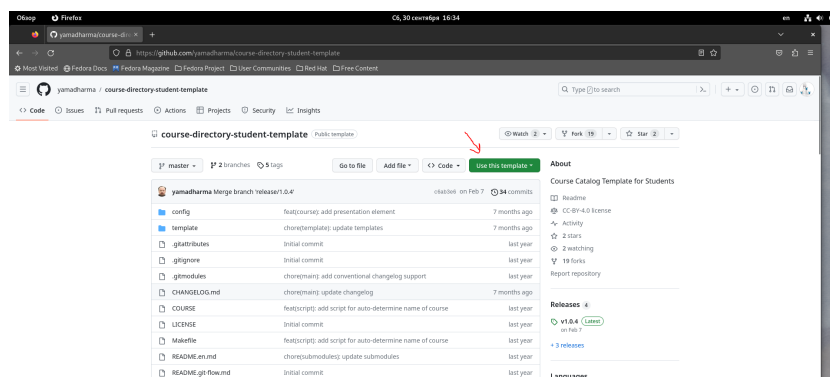 Обзор Firefox Сб, 30 сентября 16:34 en
yamadharma/course-dire × +
https://github.com/yamadharma/course-directory-student-template
Most Visited Fedora Docs Fedora Magazine Fedora Project User Communities Red Hat Free Content
yamadharma / course-directory-student-template Type / to search
Code Issues Pull requests Actions Projects Security Insights
course-directory-student-template Public template Watch 2 Fork 19 Star 2
master 2 branches 5 tags Go to file Add file Code Use this template About
Course Catalog Template for Students
yamadharma Merge branch 'release/1.0.4' on Feb 7 34 commits
Readme
config feat(course): add presentation element 7 months ago
CC-BY-4.0 license
template chore(template): update templates 7 months ago
Activity
.gitattributes Initial commit last year
2 stars
.gitignore Initial commit last year
2 watching
.gitmodules chore(main): add conventional changelog support last year
19 forks
CHANGELOG.md chore(main): update changelog 7 months ago
Report repository
COURSE feat(script): add script for auto-determine name of course last year
Releases 4
LICENSE Initial commit last year
v1.0.4 Latest
on Feb 7
Makefile feat(script): add script for auto-determine name of course last year
+ 3 releases
README.en.md chore(submodules): update submodules last year
README.git-flow.md Initial commit last year
Languages